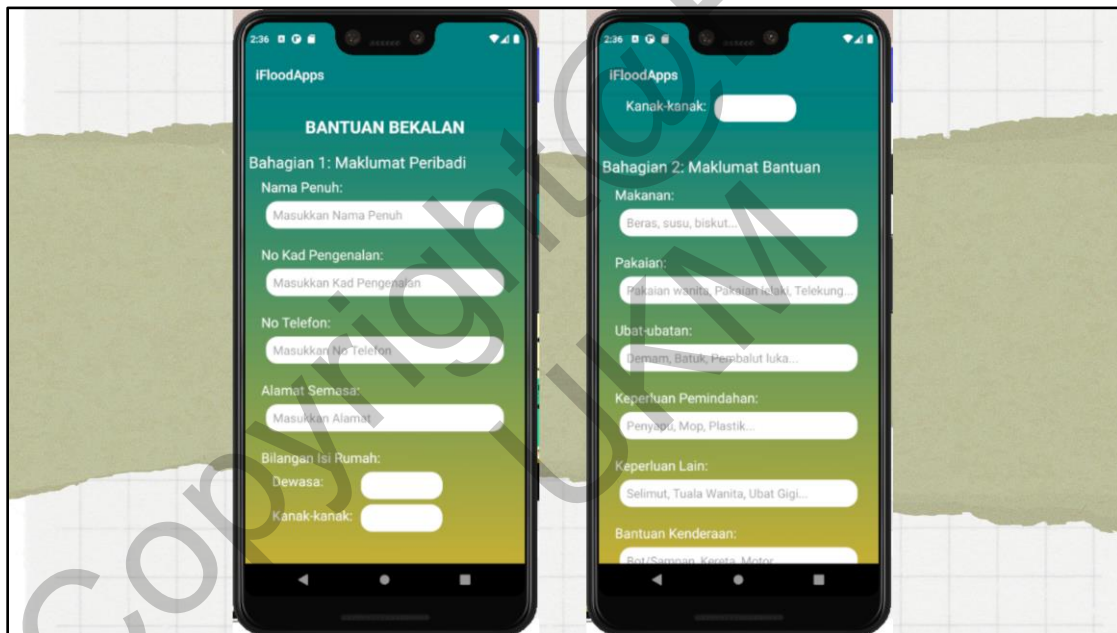 2:36
iFloodApps
BANTUAN BEKALAN
Bahagian 1: Maklumat Peribadi
Nama Penuh:
Masukkan Nama Penuh
No Kad Pengenalan:
Masukkan Kad Pengenalan
No Telefon:
Masukkan No Telefon
Alamat Semasa:
Masukkan Alamat
Bilangan Isi Rumah:
Dewasa:
Kanak-kanak:
2:36
iFloodApps
Kanak-kanak:
Bahagian 2: Maklumat Bantuan
Makanan:
Beras, susu, biskut...
Pakaian:
Pakaian wanita, Pakaian lelaki, Telekung...
Ubat-ubatan:
Demam, Batuk, Pembalut luka...
Keperluan Pemindahan:
Penyapu, Mop, Plastik...
Keperluan Lain:
Selimut, Tuala Wanita, Ubat Gigi...
Bantuan Kenderaan:
Bot/Sampan, Kereta, Motor
Copyright@
UKM